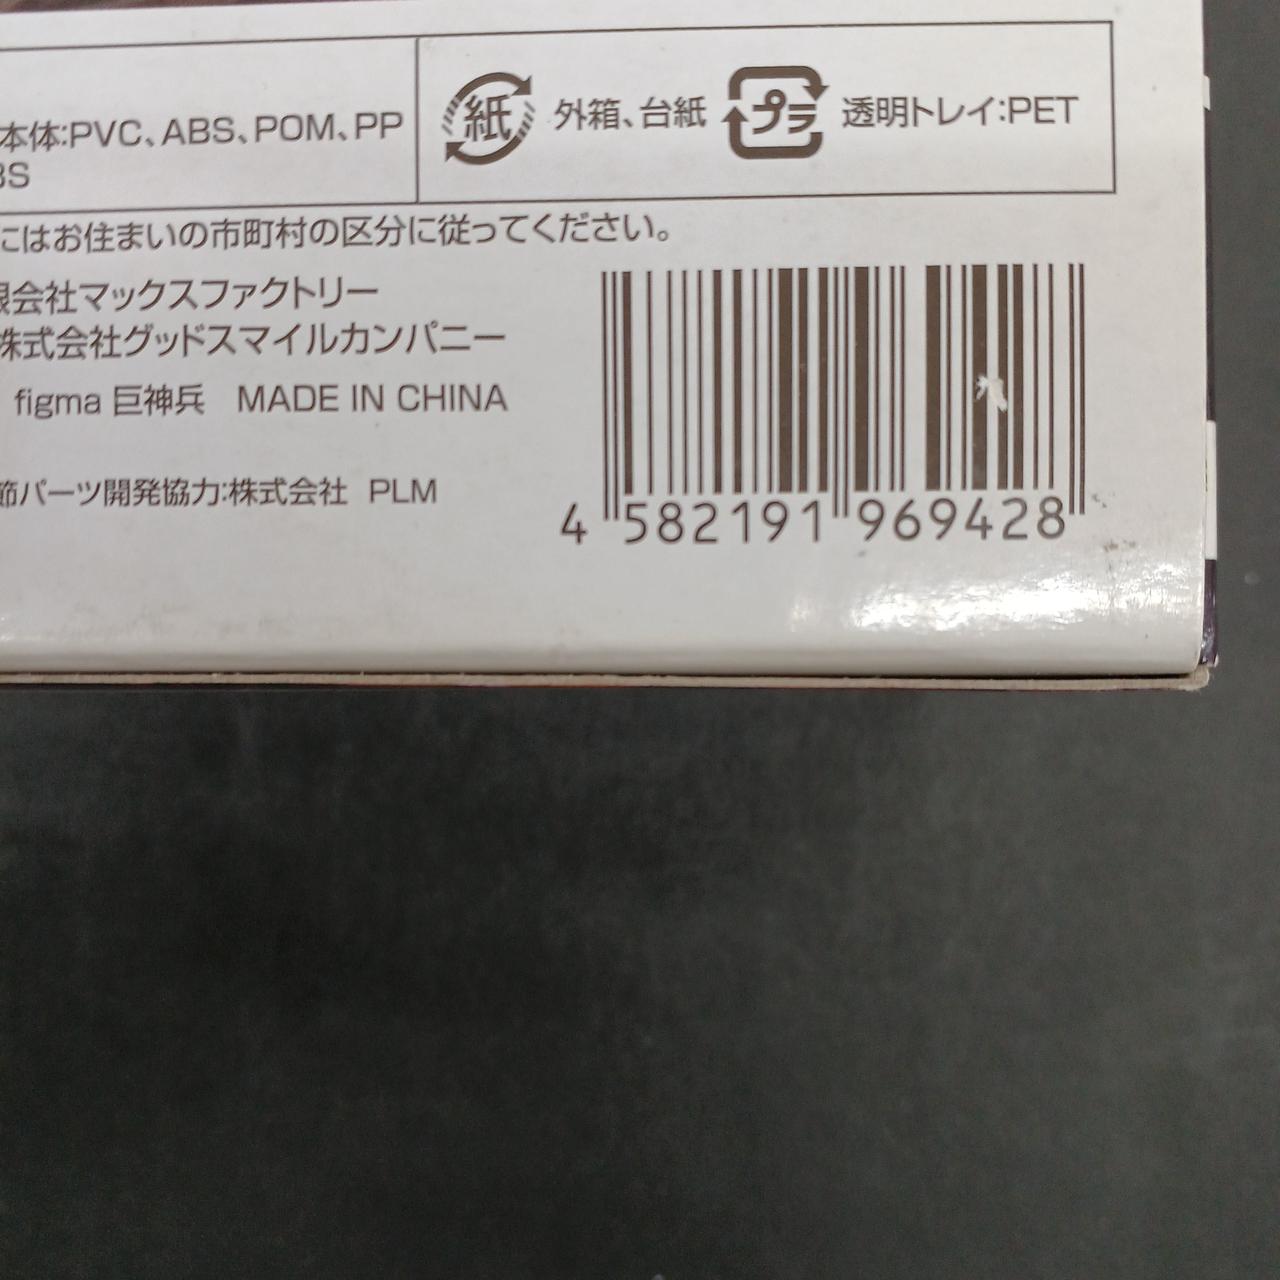 本体:PVC、ABS、POM、PP
BS
紙 外箱、台紙 プラ 透明トレイ:PET
にはお住まいの市町村の区分に従ってください。
限会社マックスファクトリー
株式会社グッドスマイルカンパニー
figma 巨神兵 MADE IN CHINA
節パーツ開発協力:株式会社 PLM
4 582191 969428